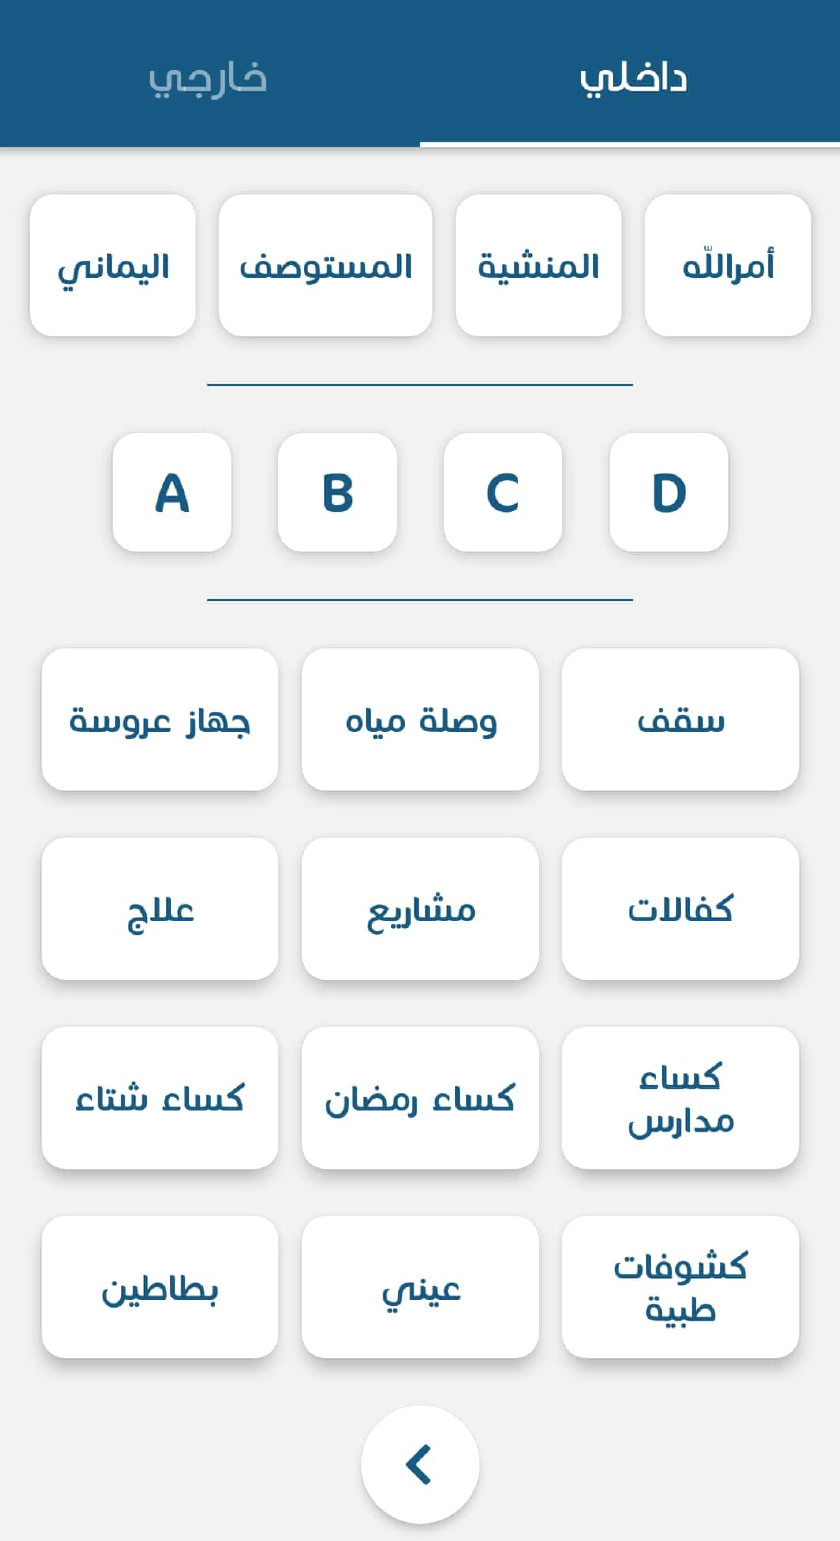 داخلي
خارجي
أمرالله
المنشية
المستوصف
اليماني
A
B
C
D
سقف
وصلة مياه
جهاز عروسة
كفالات
مشاريع
علاج
كساء
مدارس
كساء رمضان
كساء شتاء
كشوفات
طبية
عيني
بطاطين